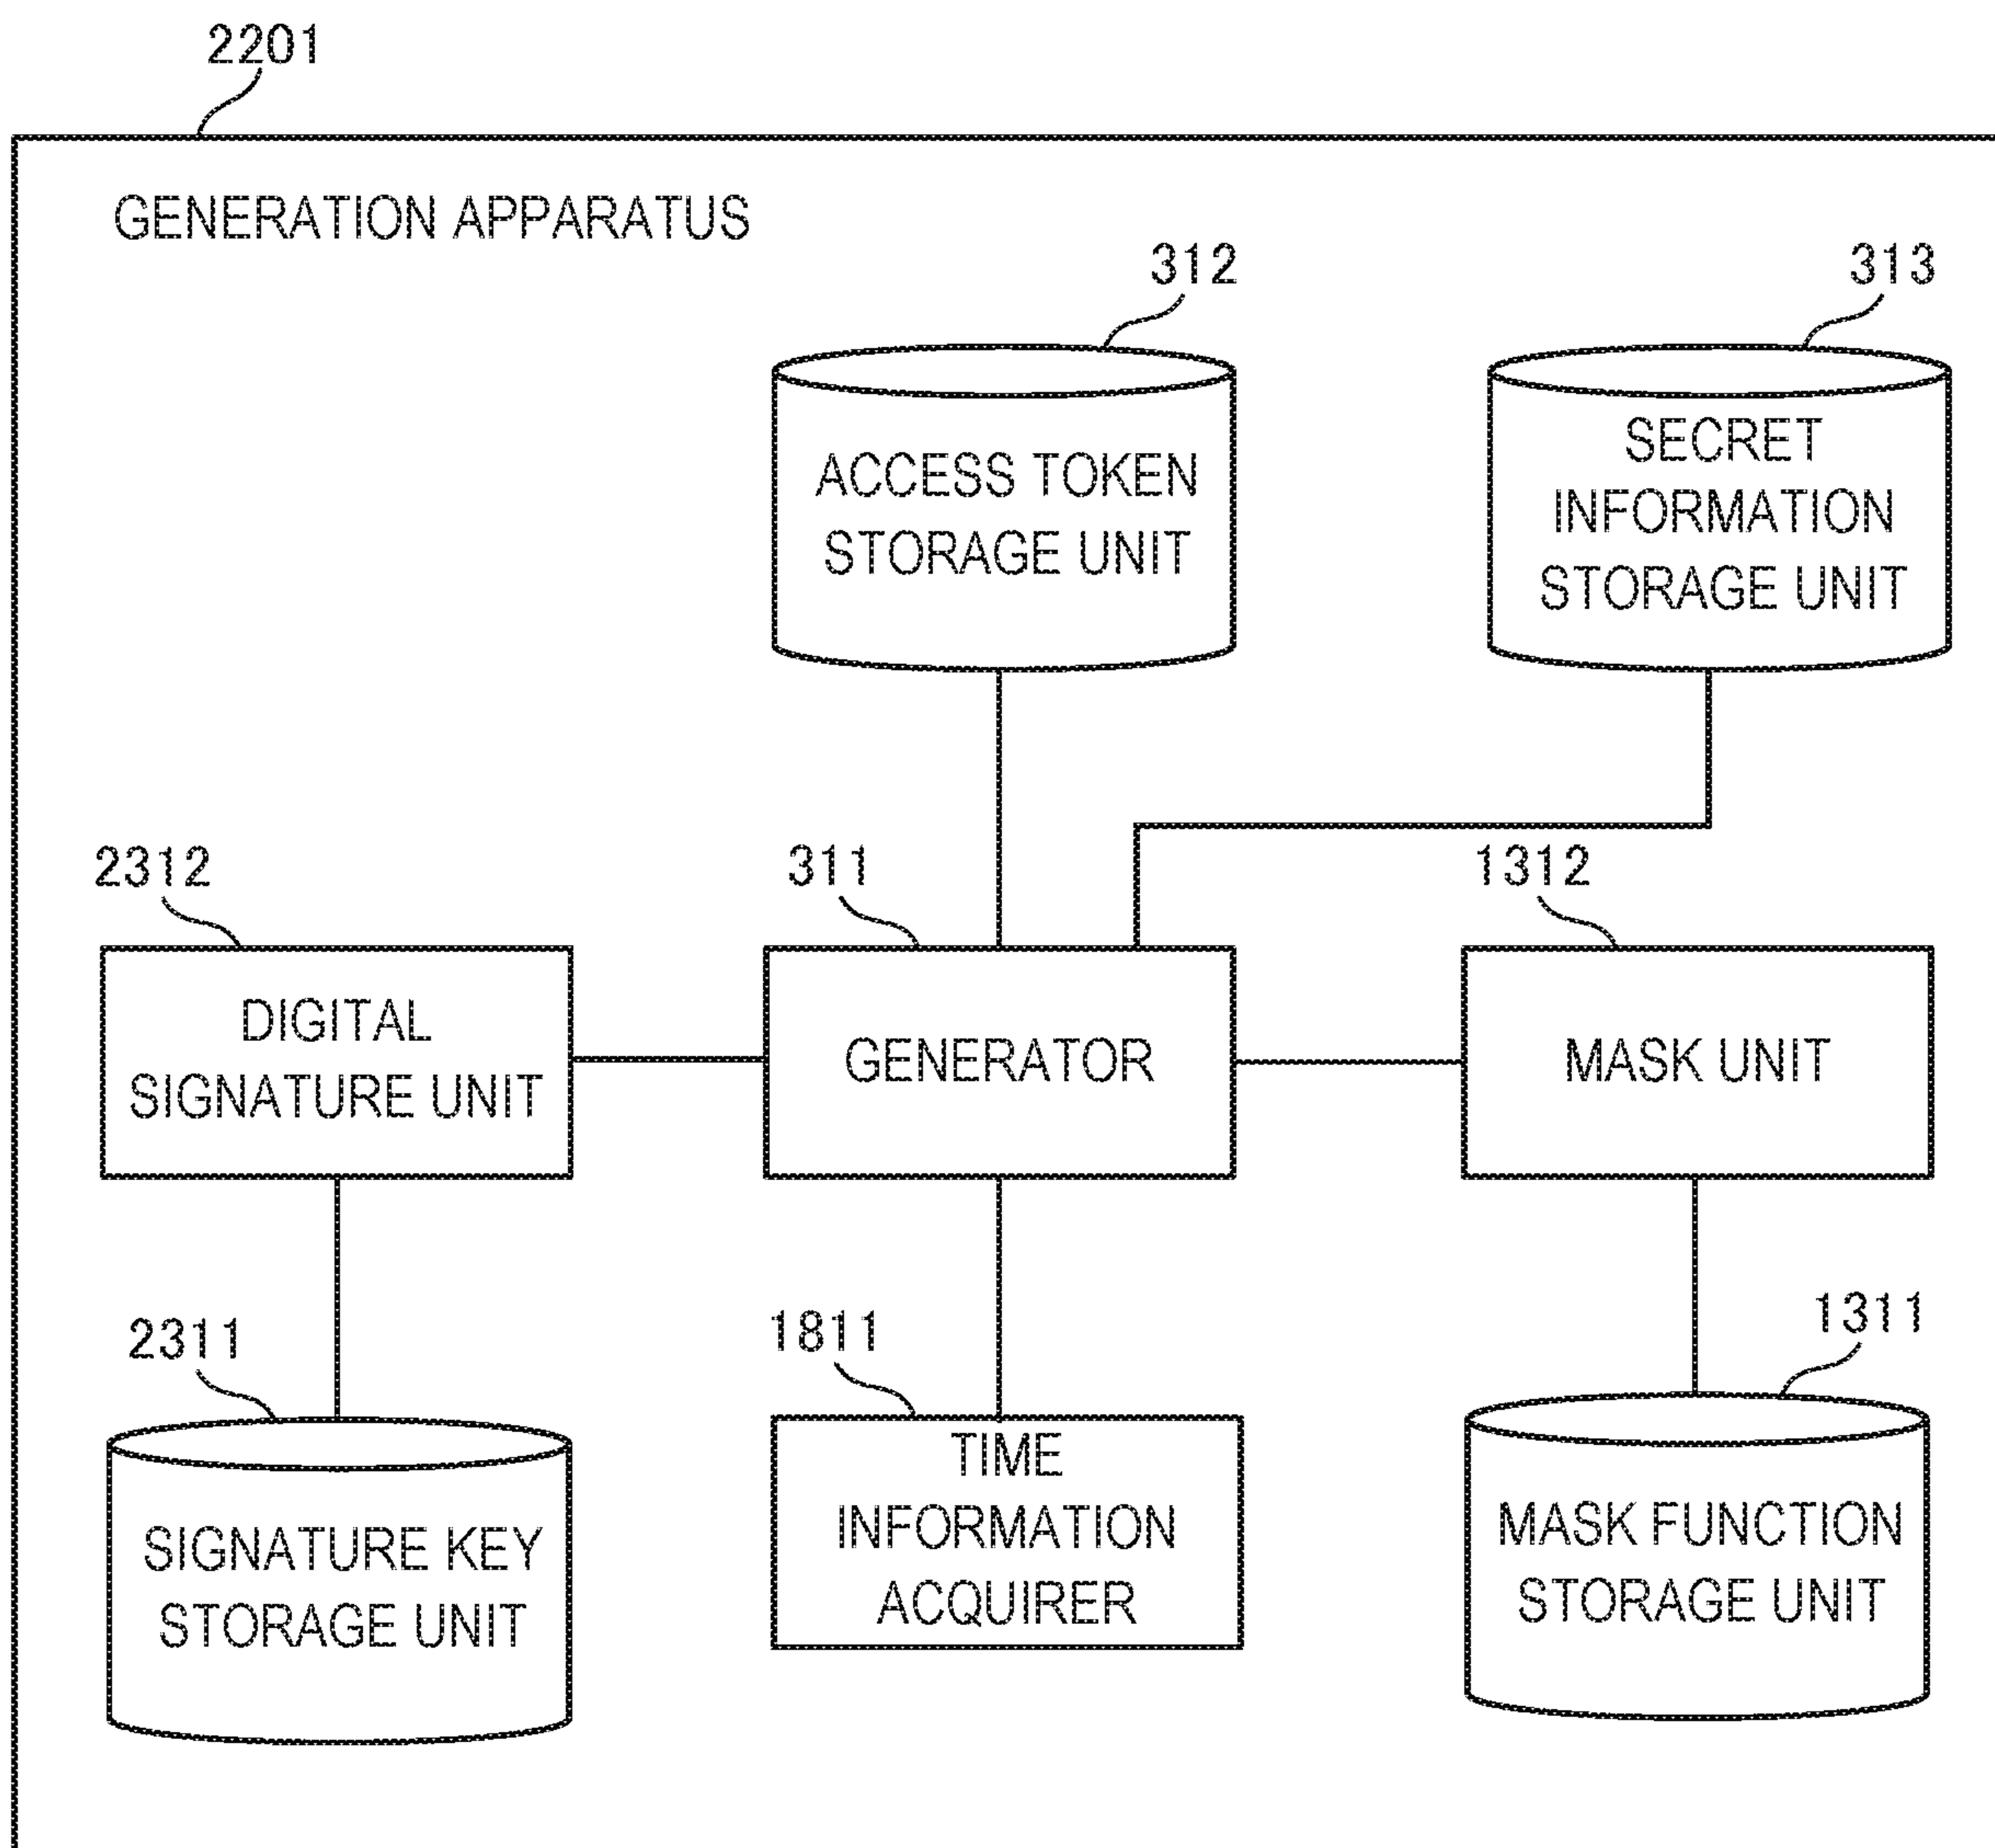 2201
GENERATION APPARATUS
312
313
ACCESS TOKEN
STORAGE UNIT
SECRET
INFORMATION
STORAGE UNIT
2312
311
1312
DIGITAL
SIGNATURE UNIT
GENERATOR
MASK UNIT
2311
1811
1311
SIGNATURE KEY
STORAGE UNIT
TIME
INFORMATION
ACQUIRER
MASK FUNCTION
STORAGE UNIT